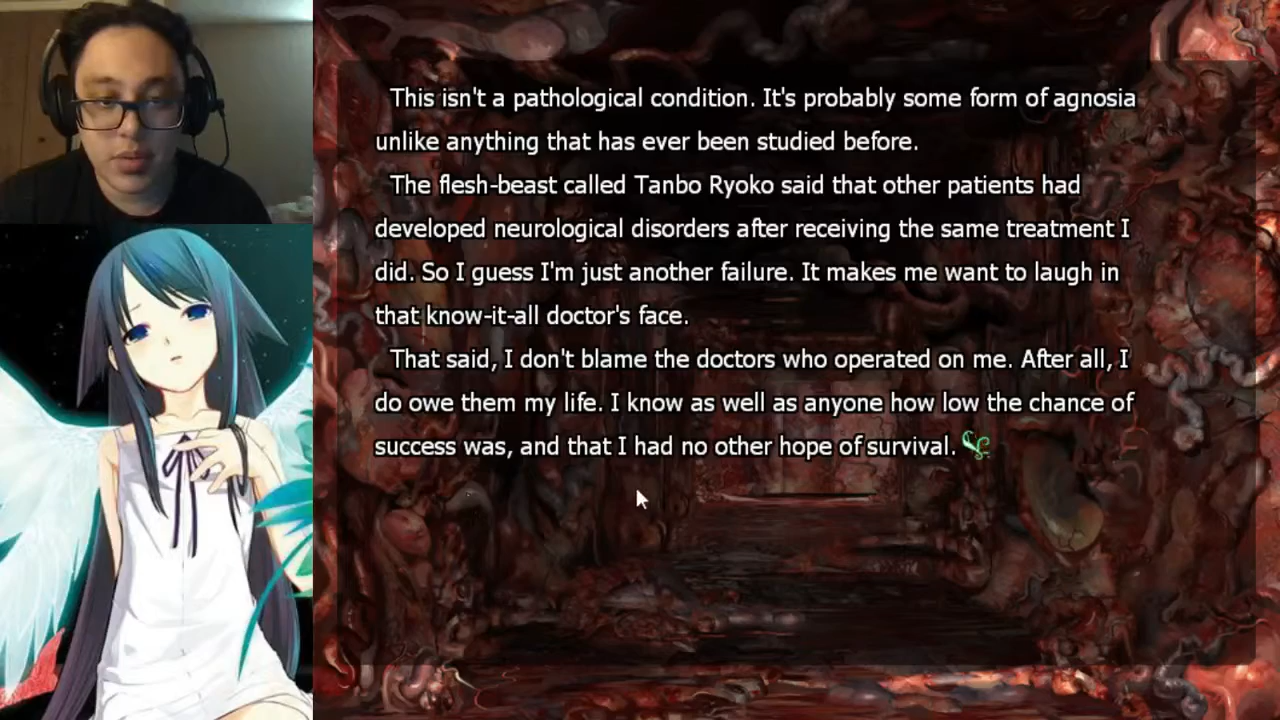 This isn't a pathological condition. It's probably some form of agnosia
unlike anything that has ever been studied before.
The flesh-beast called Tanbo Ryoko said that other patients had
developed neurological disorders after receiving the same treatment I
did. So I guess I'm just another failure. It makes me want to laugh in
that know-it-all doctor's face.
That said, I don't blame the doctors who operated on me. After all, I
do owe them my life. I know as well as anyone how low the chance of
success was, and that I had no other hope of survival.